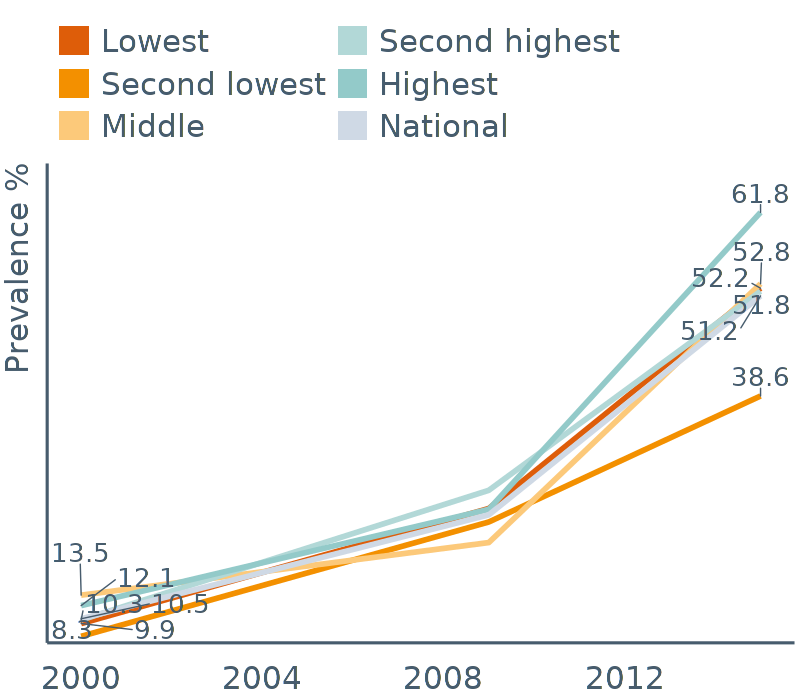 Lowest
Second lowest
Middle
Second highest
Highest
National
Prevalence %
61.8
52.8
52.2
51.8
51.2
38.6
13.5
12.1
10.3
10.5
8.3
9.9
2000 2004 2008 2012